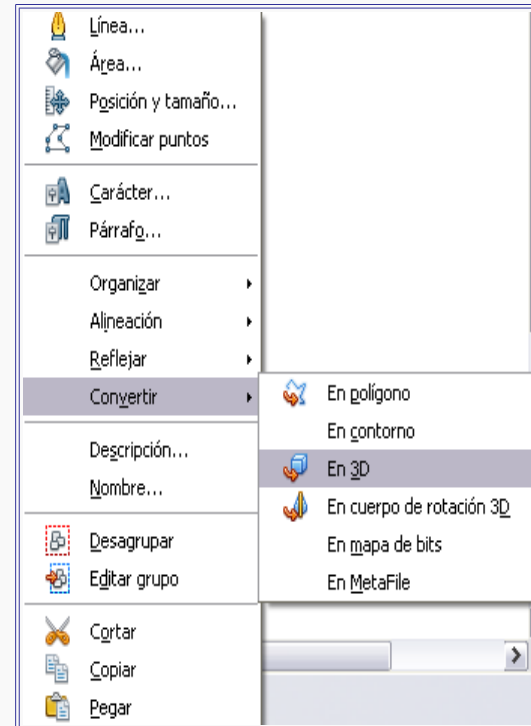 Línea...
Área...
Posición y tamaño...
Modificar puntos
Carácter...
Párrafo...
Organizar
Alineación
Reflejar
Convertir
En polígono
En contorno
En 3D
En cuerpo de rotación 3D
En mapa de bits
En MetaFile
Descripción...
Nombre...
Desagrupar
Editar grupo
Cortar
Copiar
Pegar